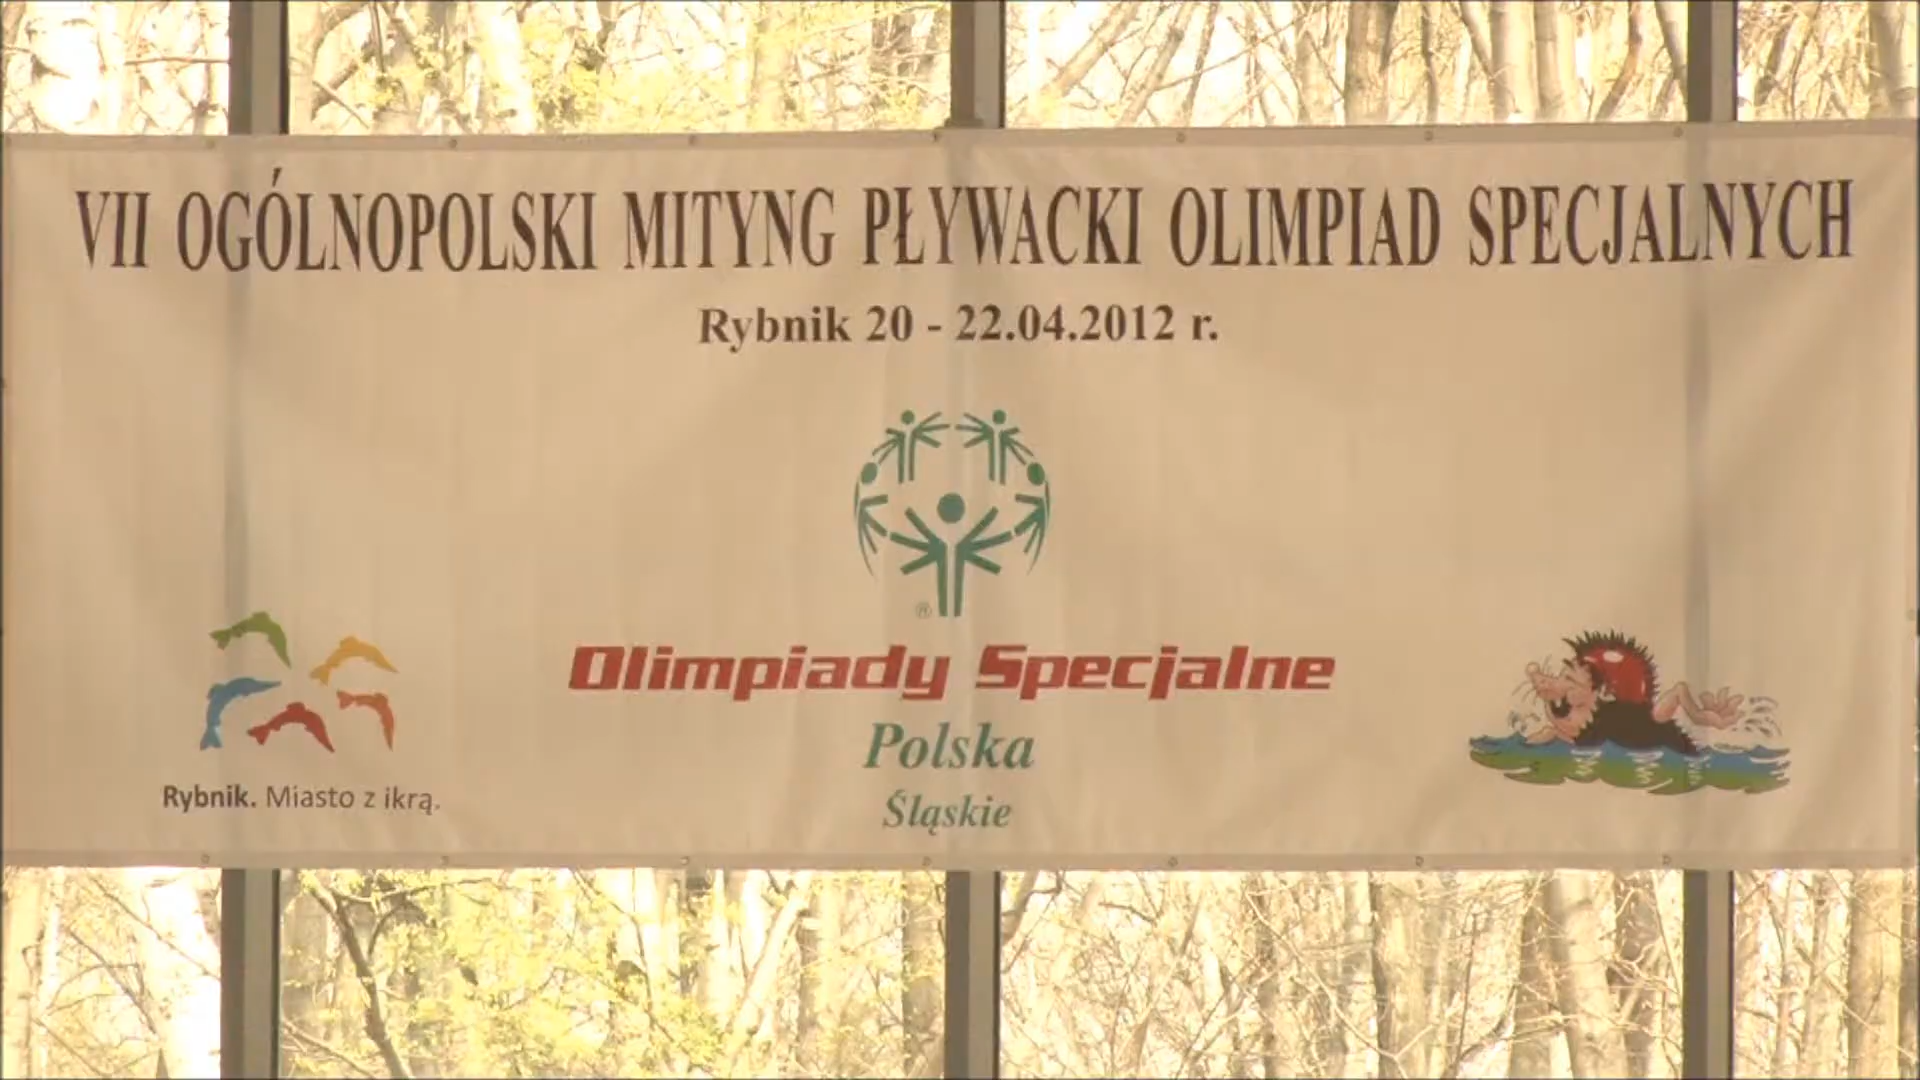 VII OGÓLNOPOLSKI MITYNG PŁYWACKI OLIMPIAD SPECJALNYCH
Rybnik 20 - 22.04.2012 r.
®
Olimpiady Specjalne
Polska
Śląskie
Rybnik. Miasto z ikrą.